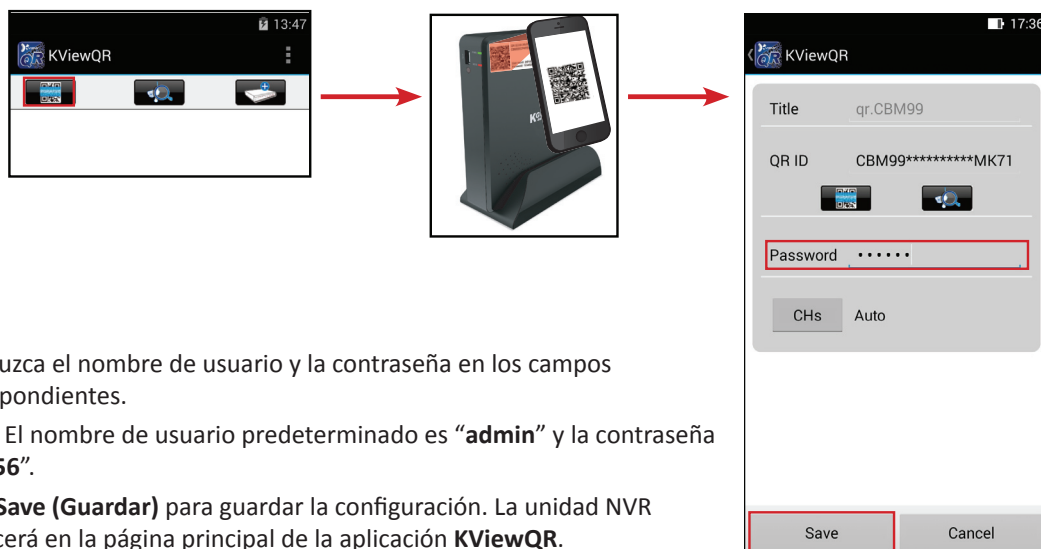 13:47
KViewQR
17:36
KViewQR
Title qr.CBM99
QR ID CBM99**********MK71
Password ••••••
CHs Auto
Save Cancel
uzca el nombre de usuario y la contraseña en los campos
pondientes.
El nombre de usuario predeterminado es “admin” y la contraseña
56”.
Save (Guardar) para guardar la configuración. La unidad NVR
cerá en la página principal de la aplicación KViewQR.